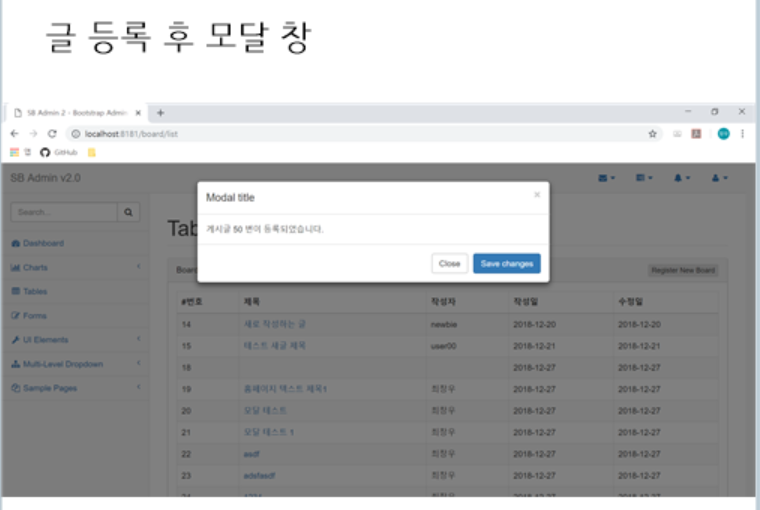 글 등록 후 모달 창
SB Admin 2 - Bootstrap Admin
localhost:8181/board/list
GitHub
SB Admin v2.0
Modal title
게시글 50 번이 등록되었습니다.
Close Save changes
Search...
Dashboard
Charts
Tables
Forms
UI Elements
Multi-Level Dropdown
Sample Pages
Tab
Board
Register New Board
#번호 제목 작성자 작성일 수정일
14 새로 작성하는 글 newbie 2018-12-20 2018-12-20
15 테스트 새글 제목 user00 2018-12-21 2018-12-21
18 2018-12-27 2018-12-27
19 홈페이지 텍스트 제목1 최정우 2018-12-27 2018-12-27
20 모달 테스트 최정우 2018-12-27 2018-12-27
21 모달 테스트 1 최정우 2018-12-27 2018-12-27
22 asdf 최정우 2018-12-27 2018-12-27
23 최정우 2018-12-27 2018-12-27